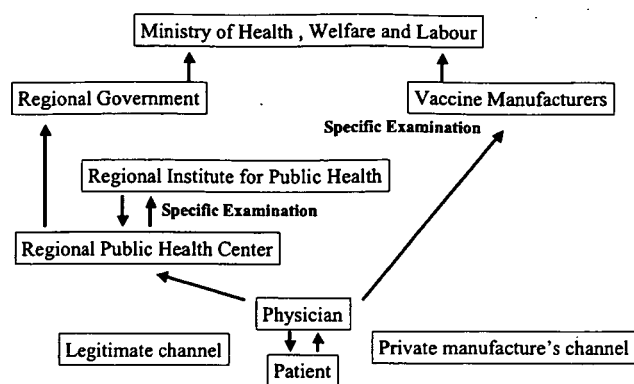 Ministry of Health , Welfare and Labour
Regional Government
Vaccine Manufacturers
Specific Examination
Regional Institute for Public Health
Specific Examination
Regional Public Health Center
Physician
Legitimate channel
Private manufacture's channel
Patient